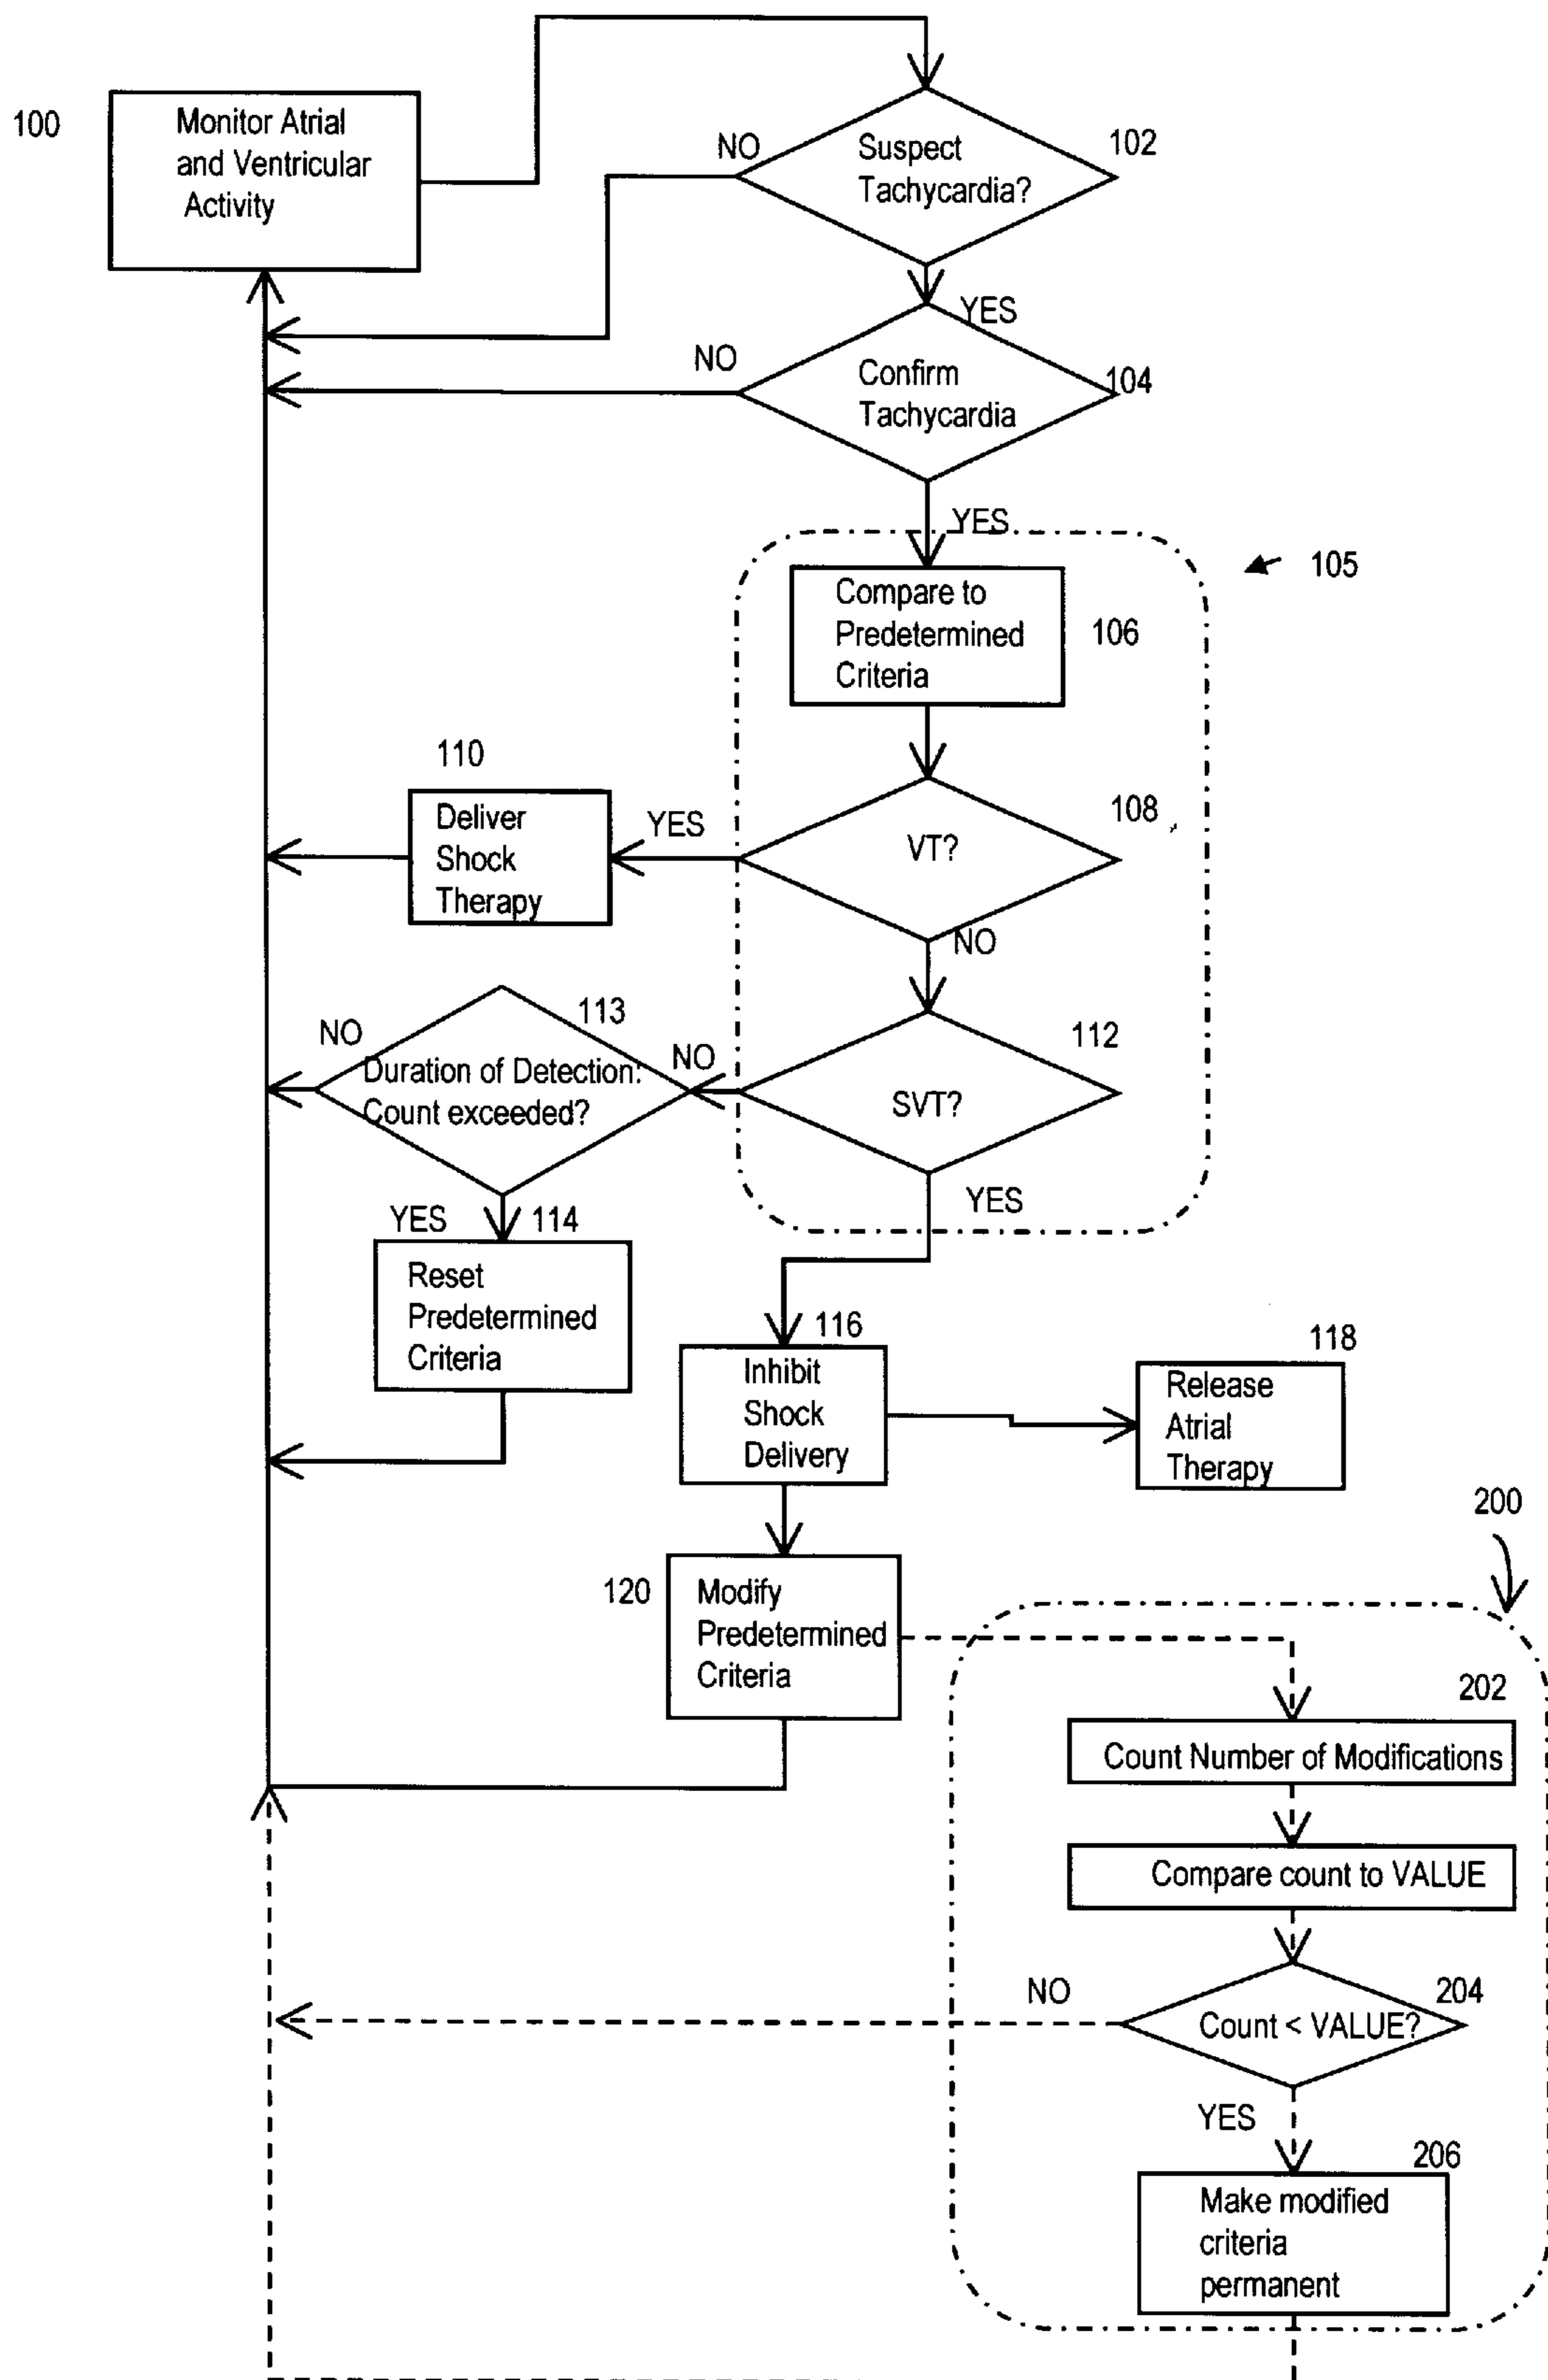 100
Monitor Atrial
and Ventricular
Activity
NO
Suspect
Tachycardia?
102
YES
NO
Confirm
Tachycardia
104
YES
105
Compare to
Predetermined
Criteria
106
110
Deliver
Shock
Therapy
YES
VT?
108
NO
NO
113
Duration of Detection:
Count exceeded?
NO
SVT?
112
YES
YES
114
Reset
Predetermined
Criteria
116
Inhibit
Shock
Delivery
118
Release
Atrial
Therapy
200
120
Modify
Predetermined
Criteria
202
Count Number of Modifications
Compare count to VALUE
NO
204
Count < VALUE?
YES
206
Make modified
criteria
permanent